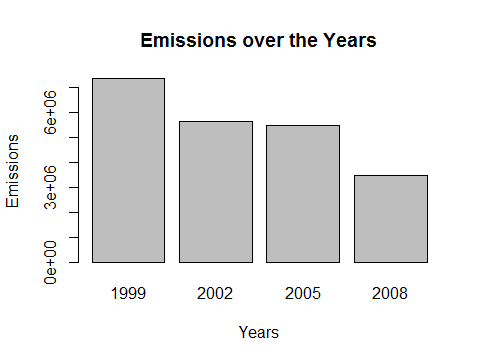 Emissions over the Years
Emissions
6e+06
3e+06
0e+00
1999 2002 2005 2008
Years